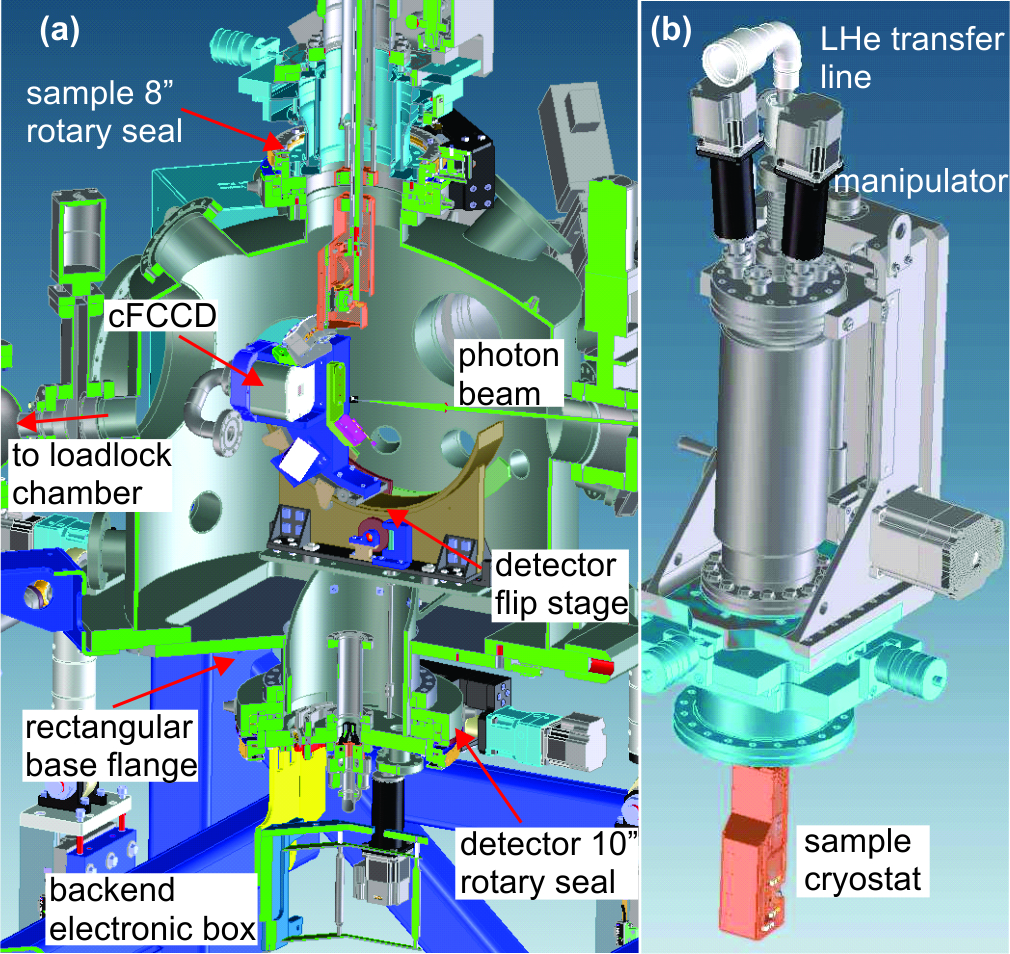 (a)
sample 8”
rotary seal
cFCCD
photon
beam
to loadlock
chamber
detector
flip stage
rectangular
base flange
detector 10”
rotary seal
backend
electronic box
(b)
LHe transfer
line
manipulator
sample
cryostat